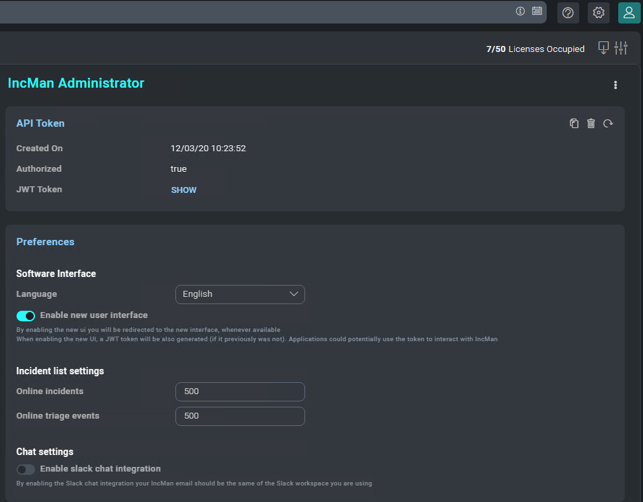 7/50 Licenses Occupied
IncMan Administrator
API Token
Created On 12/03/20 10:23:52
Authorized true
JWT Token SHOW
Preferences
Software Interface
Language English
Enable new user interface
By enabling the new ui you will be redirected to the new interface, whenever available
When enabling the new UI, a JWT token will be also generated (if it previously was not). Applications could potentially use the token to interact with IncMan
Incident list settings
Online incidents 500
Online triage events 500
Chat settings
Enable slack chat integration
By enabling the Slack chat integration your IncMan email should be the same of the Slack workspace you are using